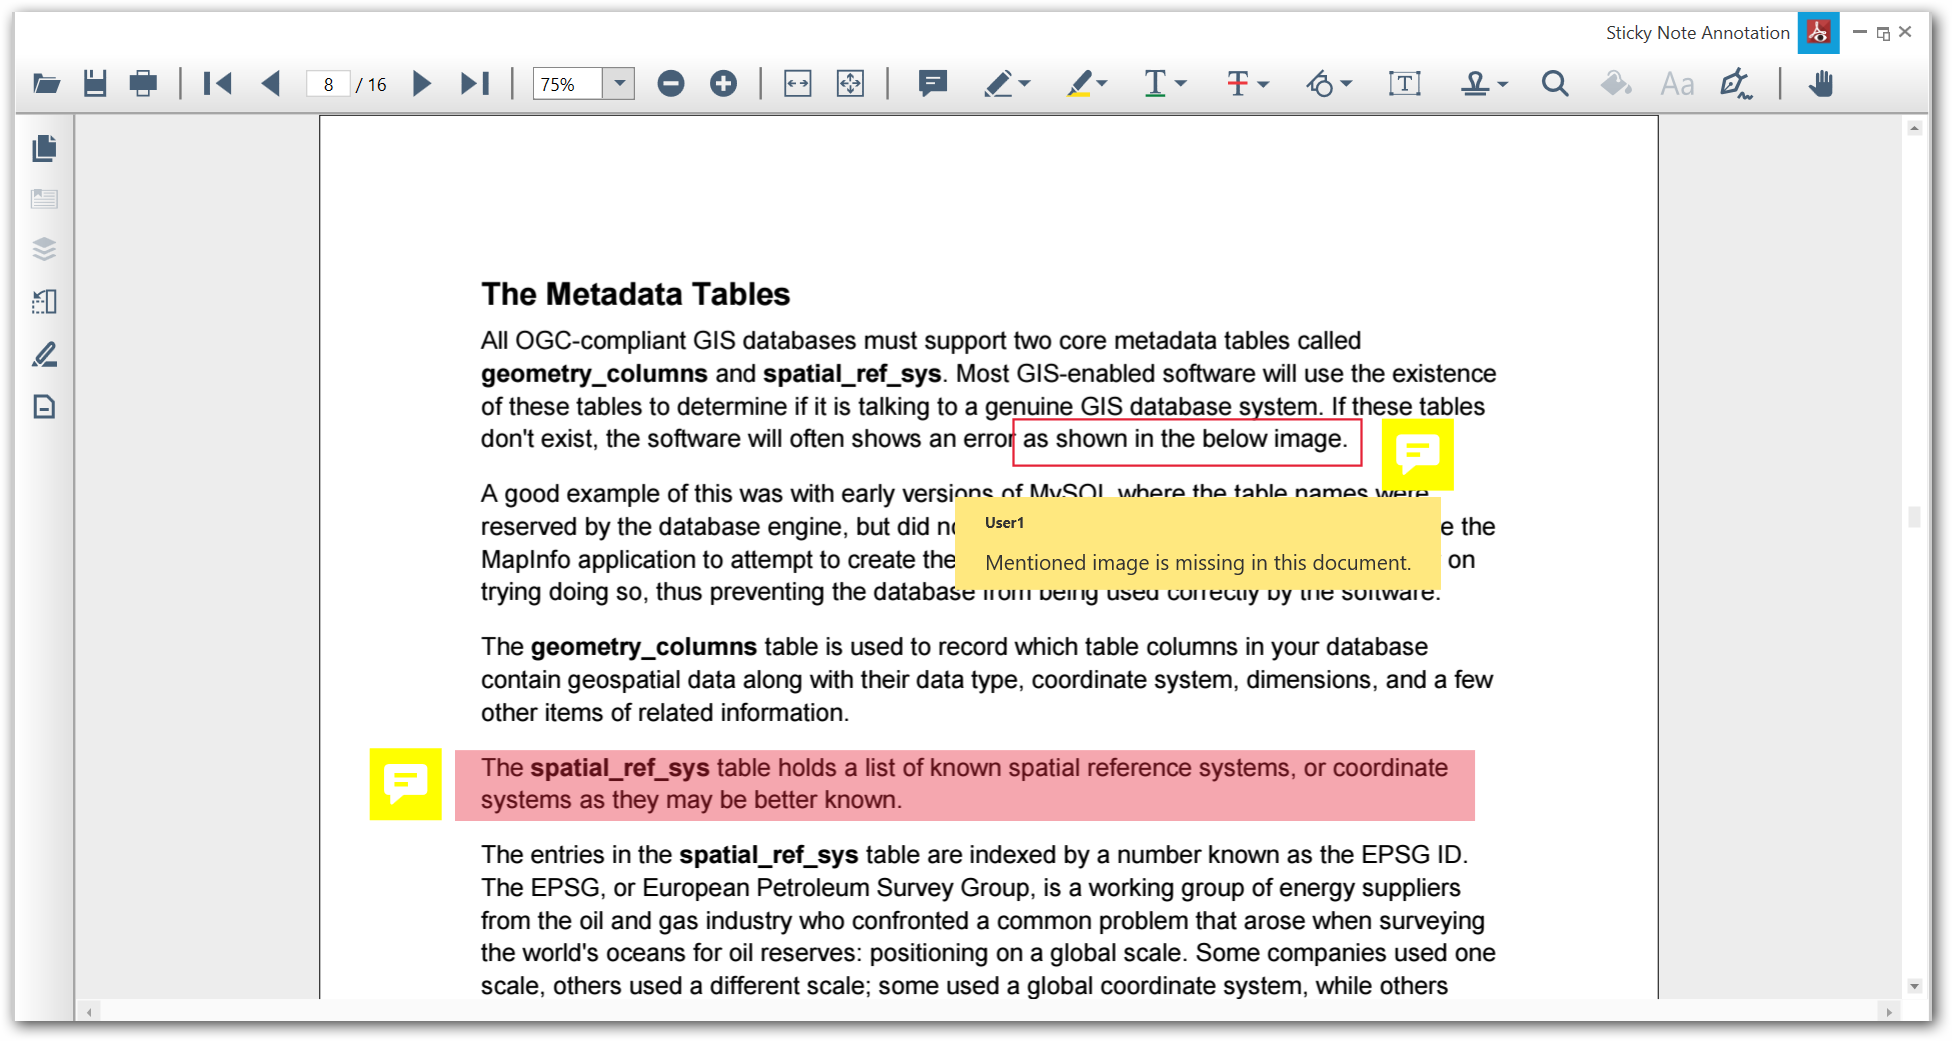 Sticky Note Annotation
8 / 16
75%
T
T
T
Aa
The Metadata Tables
All OGC-compliant GIS databases must support two core metadata tables called
geometry_columns and spatial_ref_sys. Most GIS-enabled software will use the existence
of these tables to determine if it is talking to a genuine GIS database system. If these tables
don't exist, the software will often shows an error as shown in the below image.
A good example of this was with early versions of MySQL where the table names were
reserved by the database engine, but did e the
User1
MapInfo application to attempt to create the on
Mentioned image is missing in this document.
trying doing so, thus preventing the database from being used correctly by the software.
The geometry_columns table is used to record which table columns in your database
contain geospatial data along with their data type, coordinate system, dimensions, and a few
other items of related information.
The spatial_ref_sys table holds a list of known spatial reference systems, or coordinate
systems as they may be better known.
The entries in the spatial_ref_sys table are indexed by a number known as the EPSG ID.
The EPSG, or European Petroleum Survey Group, is a working group of energy suppliers
from the oil and gas industry who confronted a common problem that arose when surveying
the world's oceans for oil reserves: positioning on a global scale. Some companies used one
scale, others used a different scale; some used a global coordinate system, while others